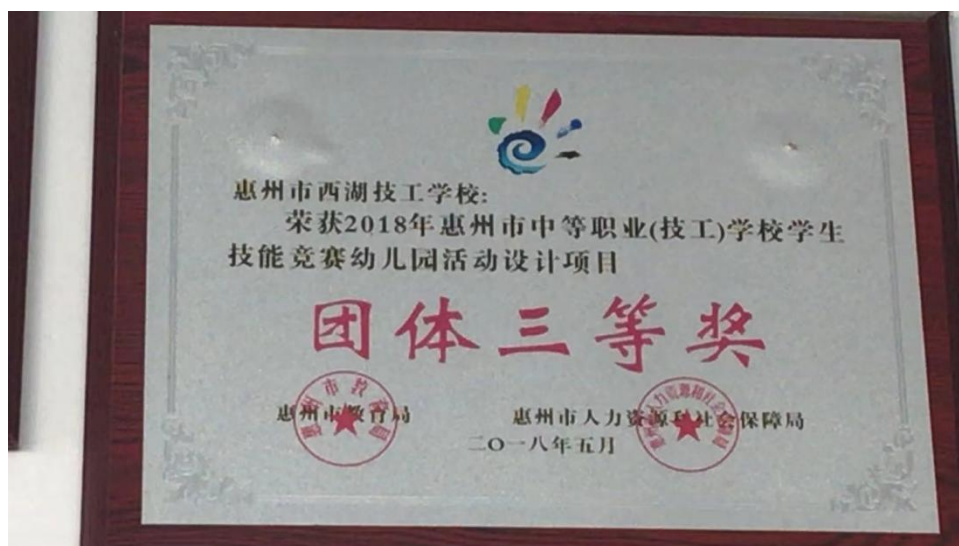 惠州市西湖技工学校:
荣获2018年惠州市中等职业(技工)学校学生
技能竞赛幼儿园活动设计项目
团体三等奖
惠州市教育局
惠州市人力资源和社会保障局
二〇一八年五月